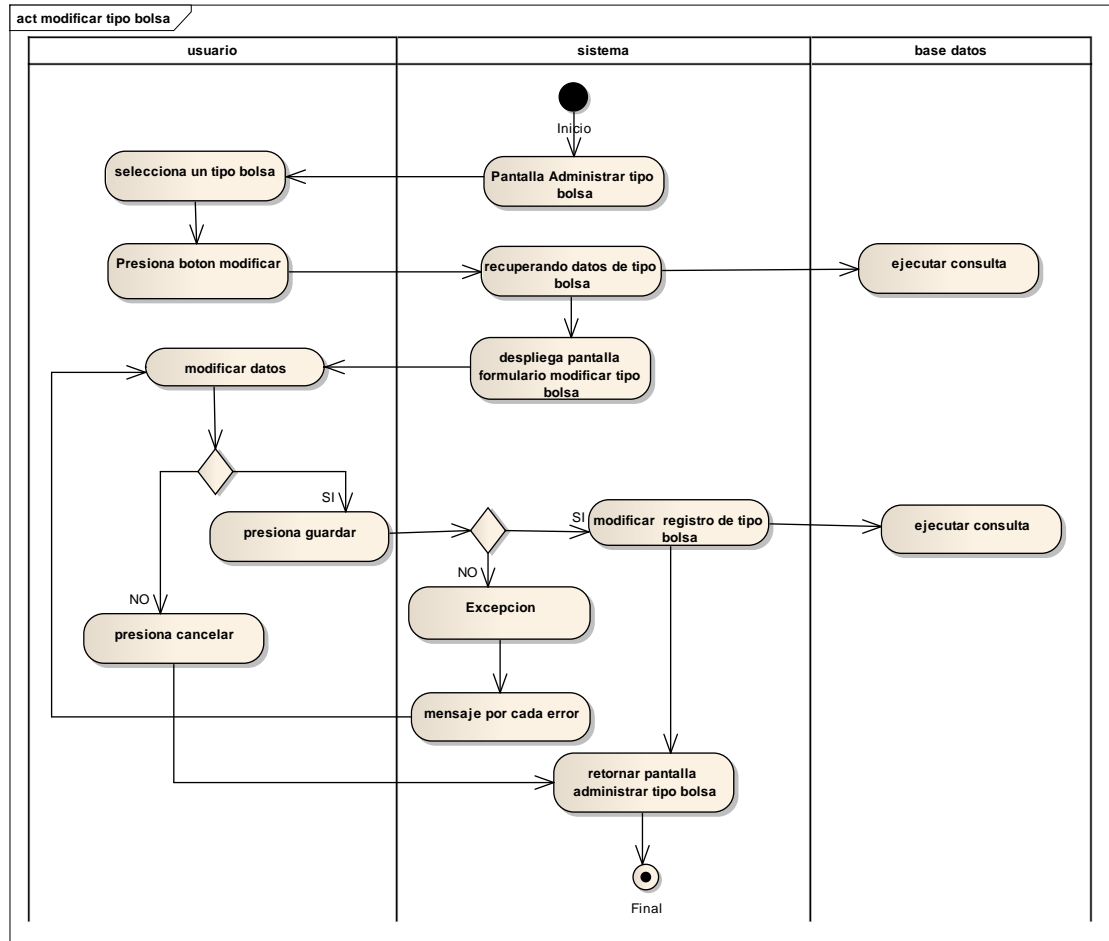 act modificar tipo bolsa
usuario
sistema
base datos
Inicio
selecciona un tipo bolsa
Pantalla Administrar tipo
bolsa
Presiona boton modificar
recuperando datos de tipo
bolsa
ejecutar consulta
modificar datos
despliega pantalla
formulario modificar tipo
bolsa
SI
presiona guardar
SI
modificar registro de tipo
bolsa
ejecutar consulta
NO
Excepcion
NO
presiona cancelar
mensaje por cada error
retornar pantalla
administrar tipo bolsa
Final